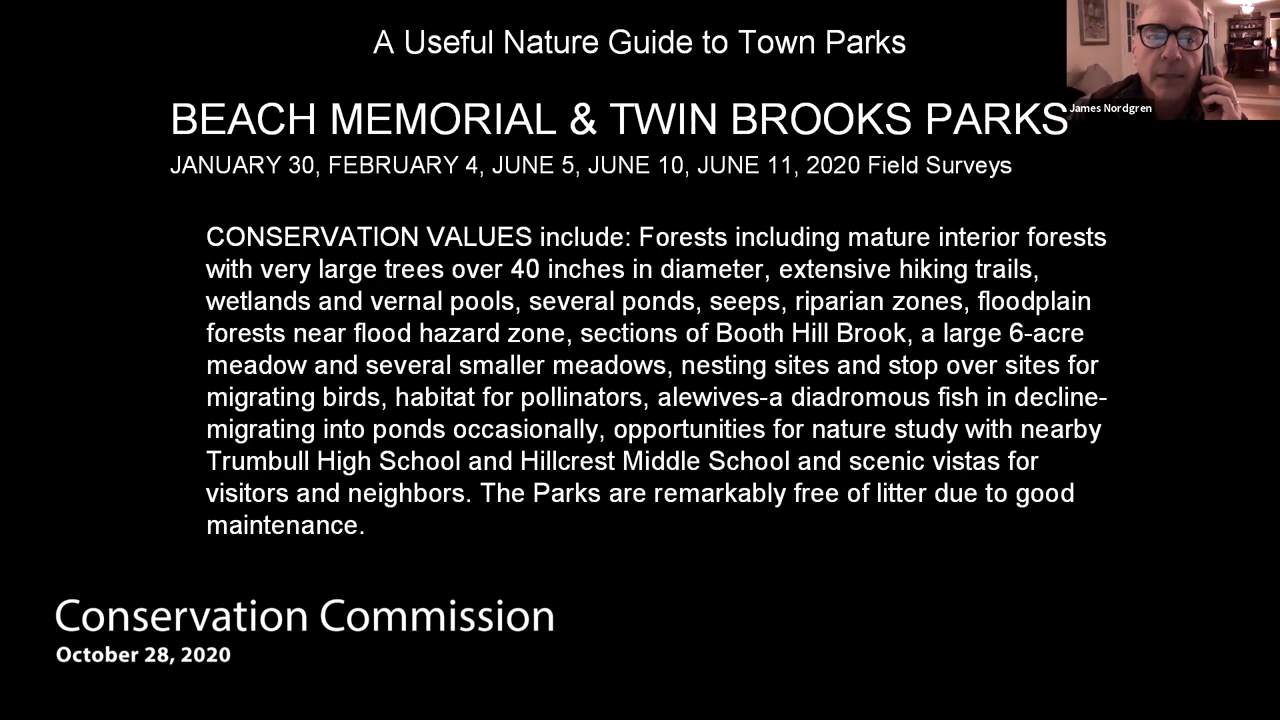 A Useful Nature Guide to Town Parks
BEACH MEMORIAL & TWIN BROOKS PARKS
James Nordgren
JANUARY 30, FEBRUARY 4, JUNE 5, JUNE 10, JUNE 11, 2020 Field Surveys
CONSERVATION VALUES include: Forests including mature interior forests
with very large trees over 40 inches in diameter, extensive hiking trails,
wetlands and vernal pools, several ponds, seeps, riparian zones, floodplain
forests near flood hazard zone, sections of Booth Hill Brook, a large 6-acre
meadow and several smaller meadows, nesting sites and stop over sites for
migrating birds, habitat for pollinators, alewives-a diadromous fish in decline-
migrating into ponds occasionally, opportunities for nature study with nearby
Trumbull High School and Hillcrest Middle School and scenic vistas for
visitors and neighbors. The Parks are remarkably free of litter due to good
maintenance.
Conservation Commission
October 28, 2020